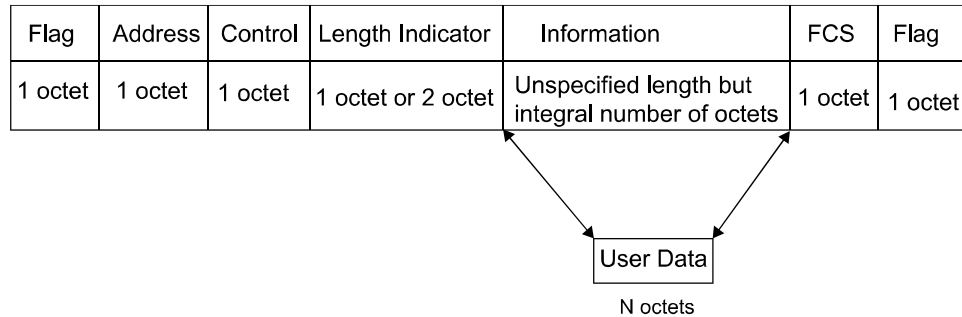 Flag Address Control Length Indicator Information FCS Flag
1 octet 1 octet 1 octet 1 octet or 2 octet Unspecified length but integral number of octets 1 octet 1 octet
User Data
N octets